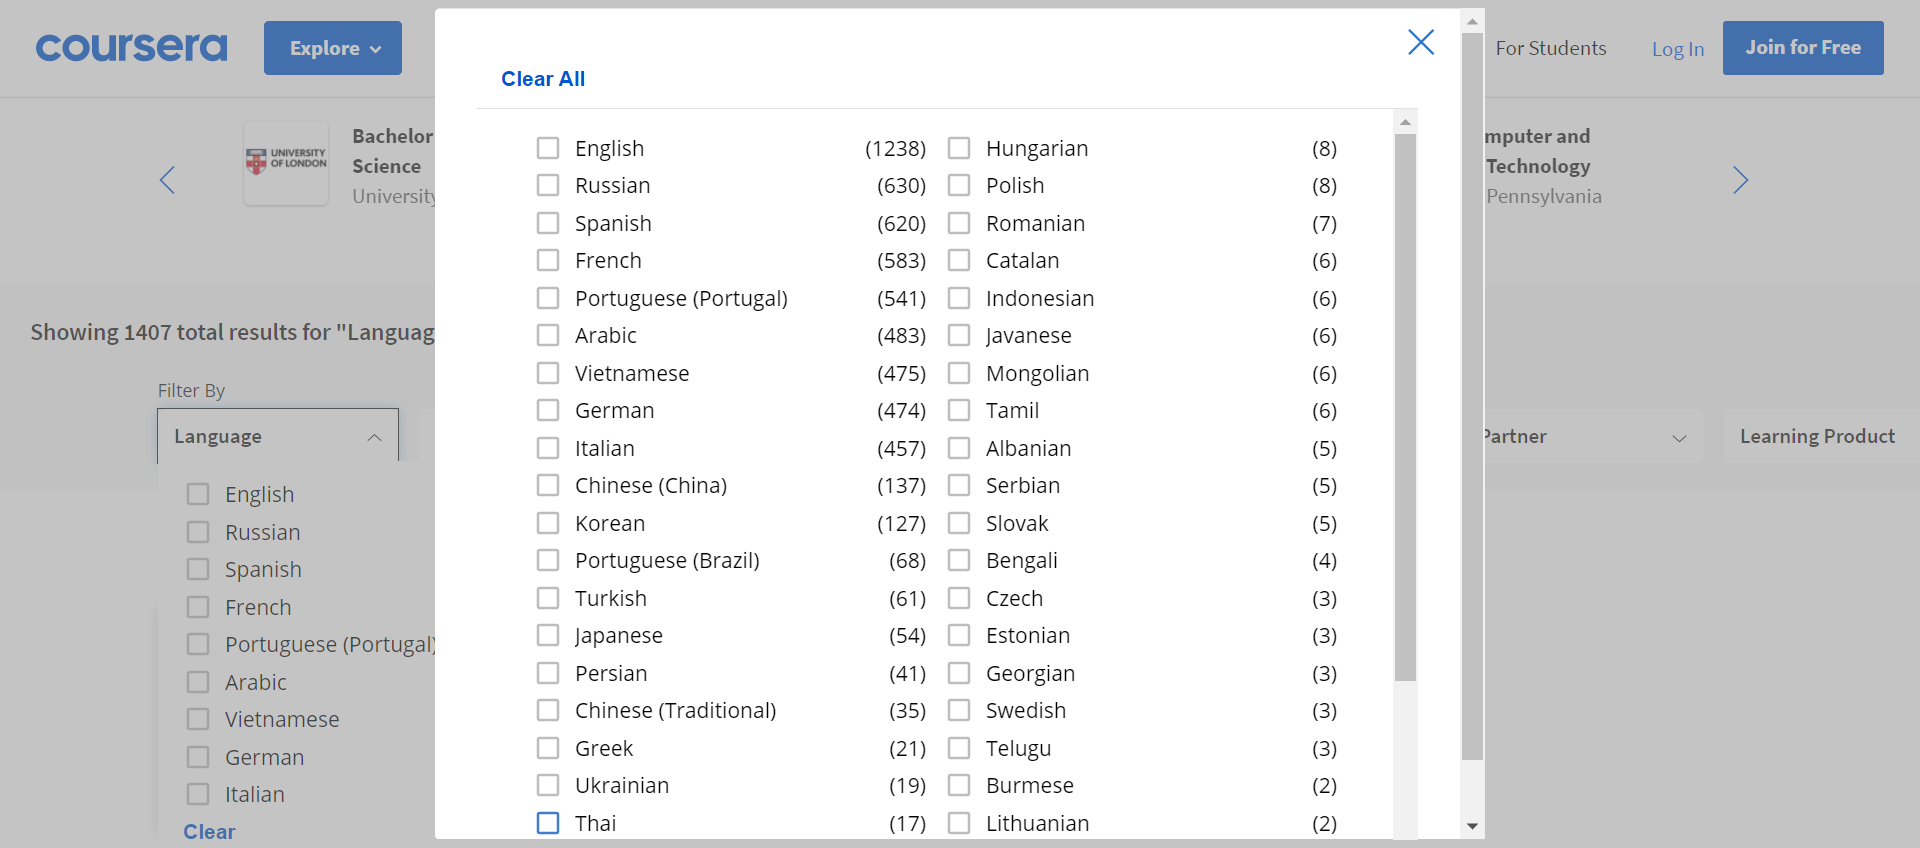 coursera
Explore
For Students
Log In
Join for Free
UNIVERSITY
OF LONDON
Bachelor
Science
University
mputer and
Technology
Pennsylvania
Showing 1407 total results for "Languag
Filter By
Language
English
Russian
Spanish
French
Portuguese (Portugal)
Arabic
Vietnamese
German
Italian
Clear
Partner
Learning Product
Clear All
English (1238)
Russian (630)
Spanish (620)
French (583)
Portuguese (Portugal) (541)
Arabic (483)
Vietnamese (475)
German (474)
Italian (457)
Chinese (China) (137)
Korean (127)
Portuguese (Brazil) (68)
Turkish (61)
Japanese (54)
Persian (41)
Chinese (Traditional) (35)
Greek (21)
Ukrainian (19)
Thai (17)
Hungarian (8)
Polish (8)
Romanian (7)
Catalan (6)
Indonesian (6)
Javanese (6)
Mongolian (6)
Tamil (6)
Albanian (5)
Serbian (5)
Slovak (5)
Bengali (4)
Czech (3)
Estonian (3)
Georgian (3)
Swedish (3)
Telugu (3)
Burmese (2)
Lithuanian (2)